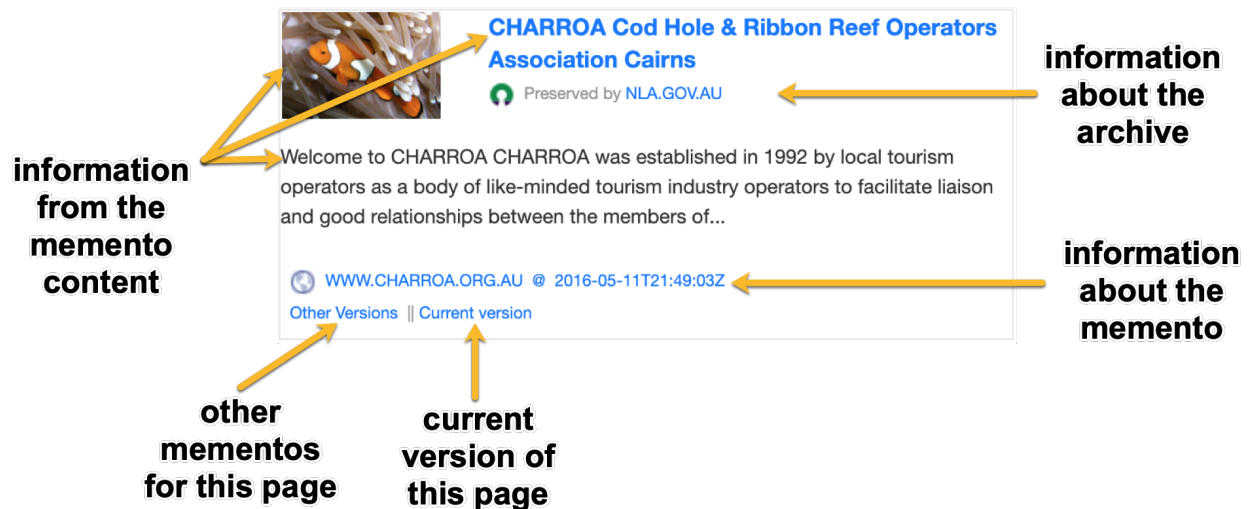 CHARROA Cod Hole & Ribbon Reef Operators
Association Cairns
Preserved by NLA.GOV.AU
information
about the
archive
information
from the
memento
content
Welcome to CHARROA CHARROA was established in 1992 by local tourism
operators as a body of like-minded tourism industry operators to facilitate liaison
and good relationships between the members of...
WWW.CHARROA.ORG.AU @ 2016-05-11T21:49:03Z
Other Versions || Current version
information
about the
memento
other
mementos
for this page
current
version of
this page